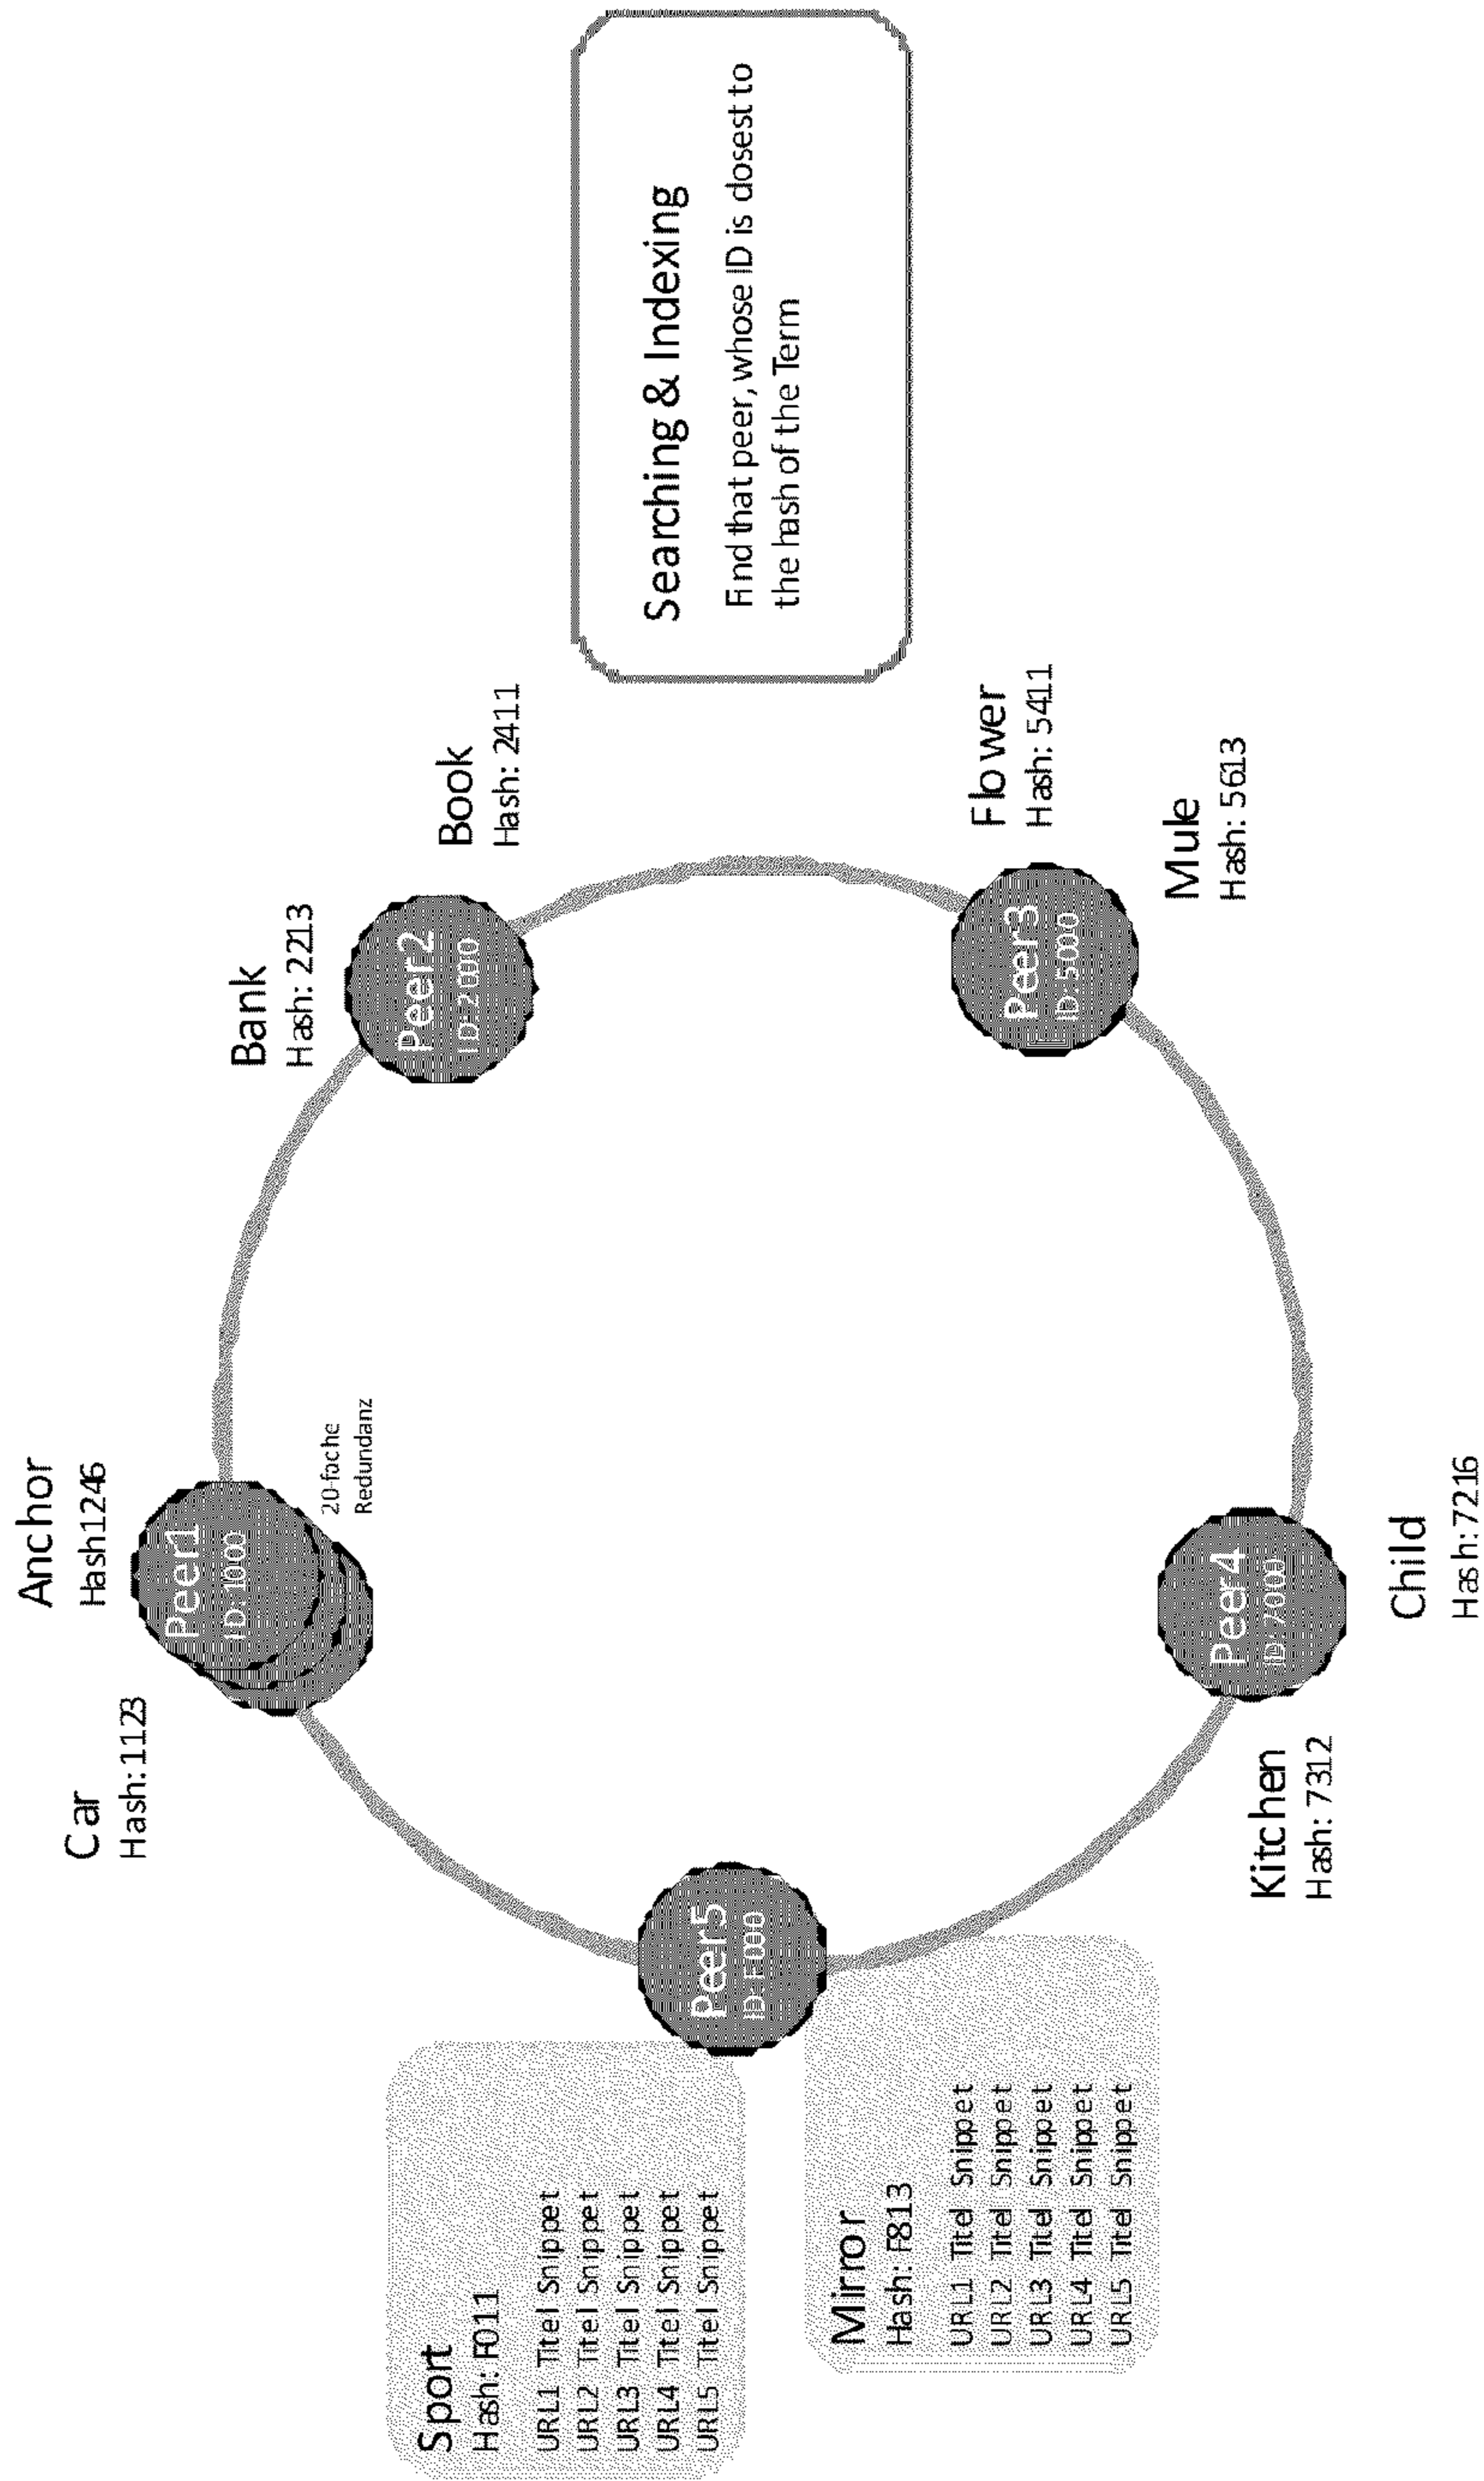 Anchor
Hash1246
Car
Hash:1123
Peer1
ID: 1000
20-fache
Redundanz
Bank
Hash: 2213
Peer2
ID: 2000
Book
Hash: 2411
Searching & Indexing
Find that peer, whose ID is closest to
the hash of the Term
Sport
Hash: F011
URL1 Titel Snippet
URL2 Titel Snippet
URL3 Titel Snippet
URL4 Titel Snippet
URL5 Titel Snippet
Peer5
ID: F000
Mirror
Hash: F813
URL1 Titel Snippet
URL2 Titel Snippet
URL3 Titel Snippet
URL4 Titel Snippet
URL5 Titel Snippet
Flower
Hash: 5411
Peer3
ID: 5000
Mule
Hash: 5613
Peer4
ID: 7000
Kitchen
Hash: 7312
Child
Hash: 7216